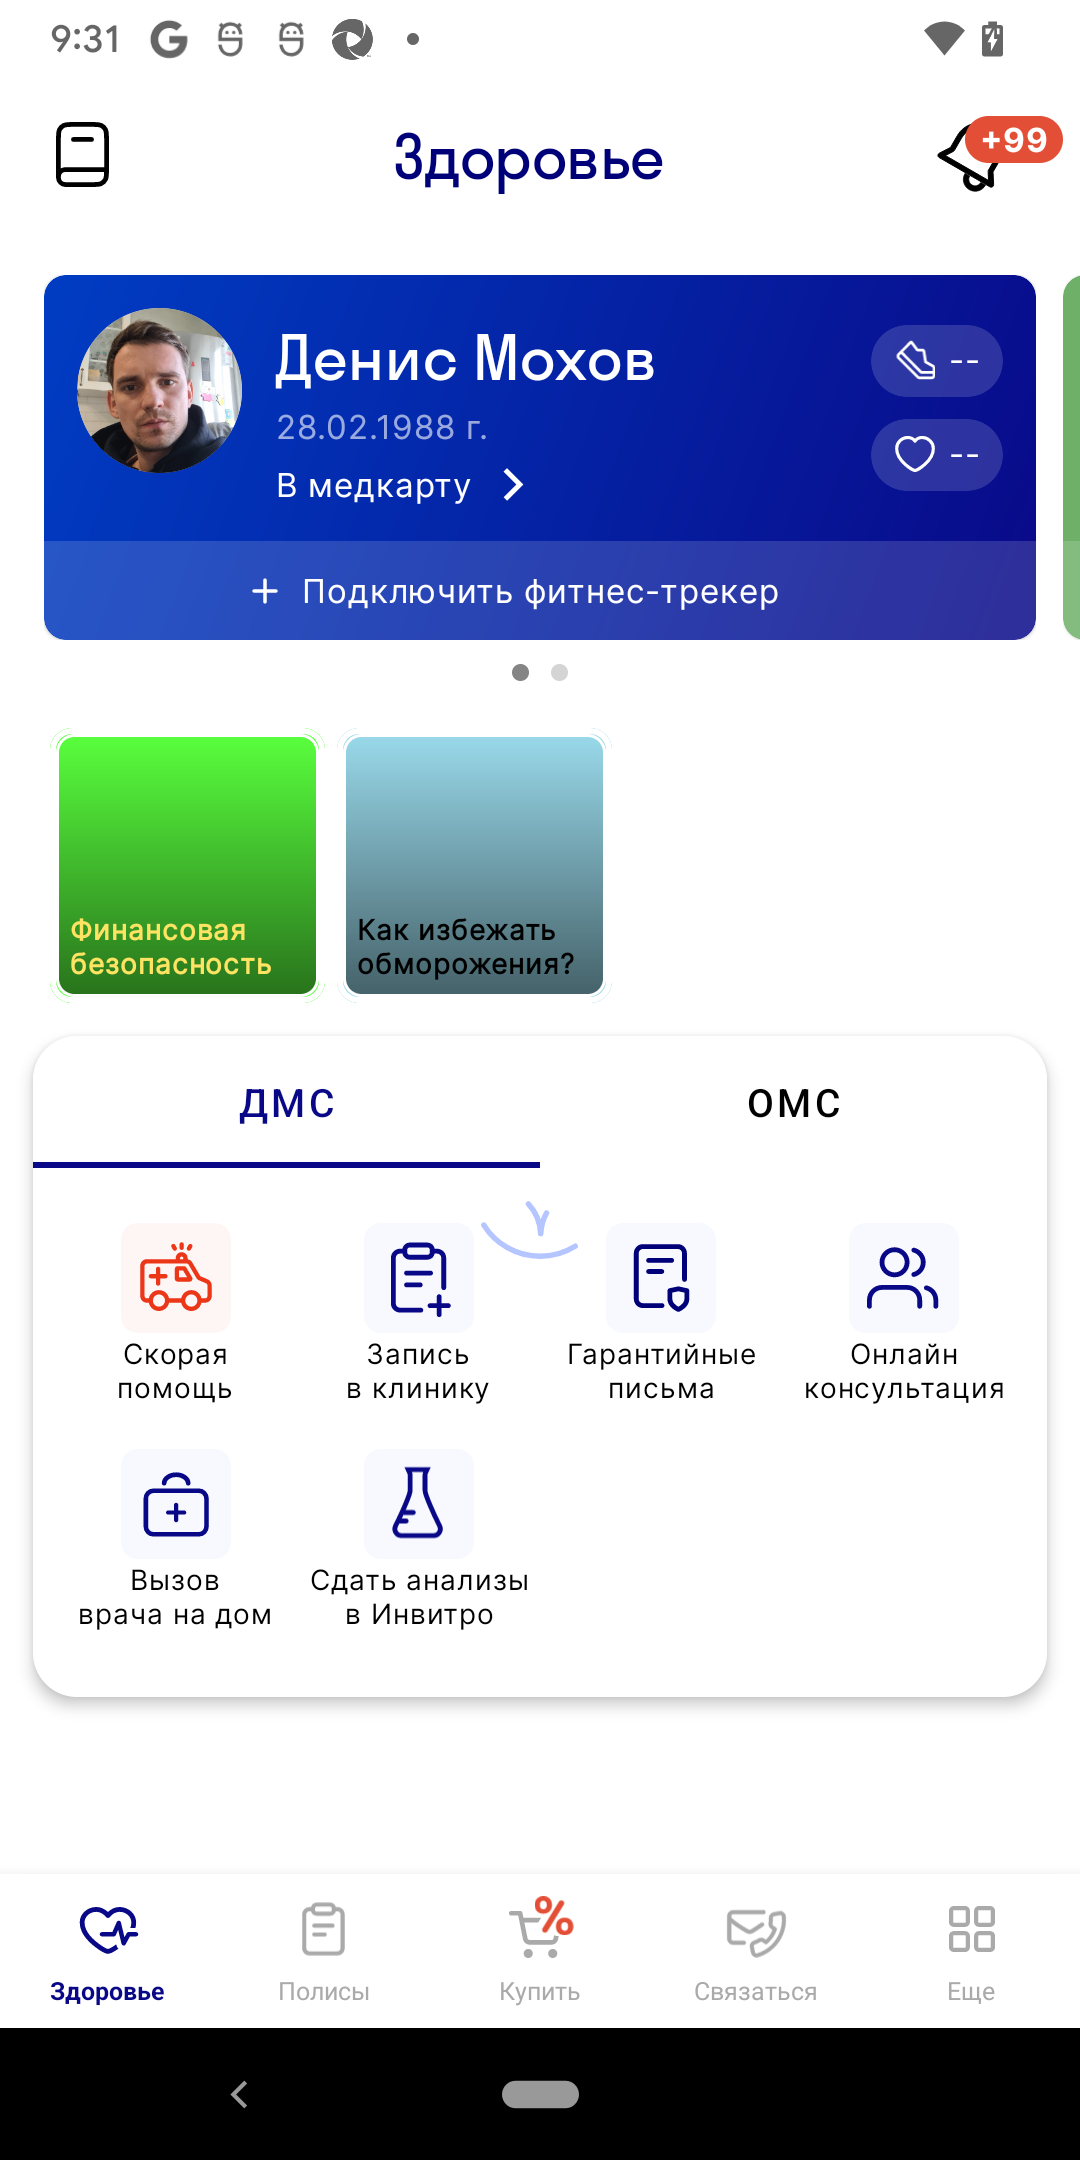 9:31
Здоровье
+99
Денис Мохов
28.02.1988 г.
В медкарту
--
--
+ Подключить фитнес-трекер
Финансовая
безопасность
Как избежать
обморожения?
ДМС
ОМС
Скорая
помощь
Запись
в клинику
Гарантийные
письма
Онлайн
консультация
Вызов
врача на дом
Сдать анализы
в Инвитро
Здоровье
Полисы
Купить
Связаться
Еще